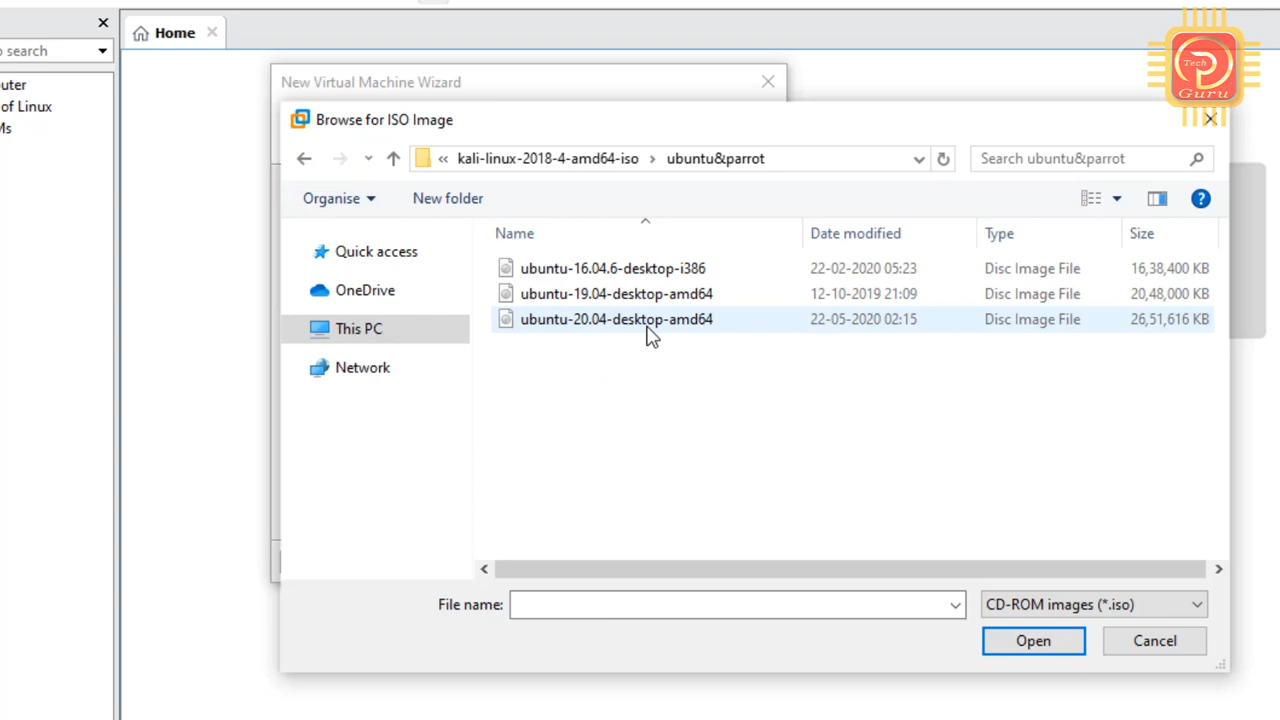 Home
o search
uter
of Linux
Ms
Tech
Guru
New Virtual Machine Wizard
Browse for ISO Image
« kali-linux-2018-4-amd64-iso › ubuntu&parrot
Search ubuntu&parrot
Organise
New folder
Quick access
OneDrive
This PC
Network
Name Date modified Type Size
ubuntu-16.04.6-desktop-i386 22-02-2020 05:23 Disc Image File 16,38,400 KB
ubuntu-19.04-desktop-amd64 12-10-2019 21:09 Disc Image File 20,48,000 KB
ubuntu-20.04-desktop-amd64 22-05-2020 02:15 Disc Image File 26,51,616 KB
File name:
CD-ROM images (*.iso)
Open
Cancel